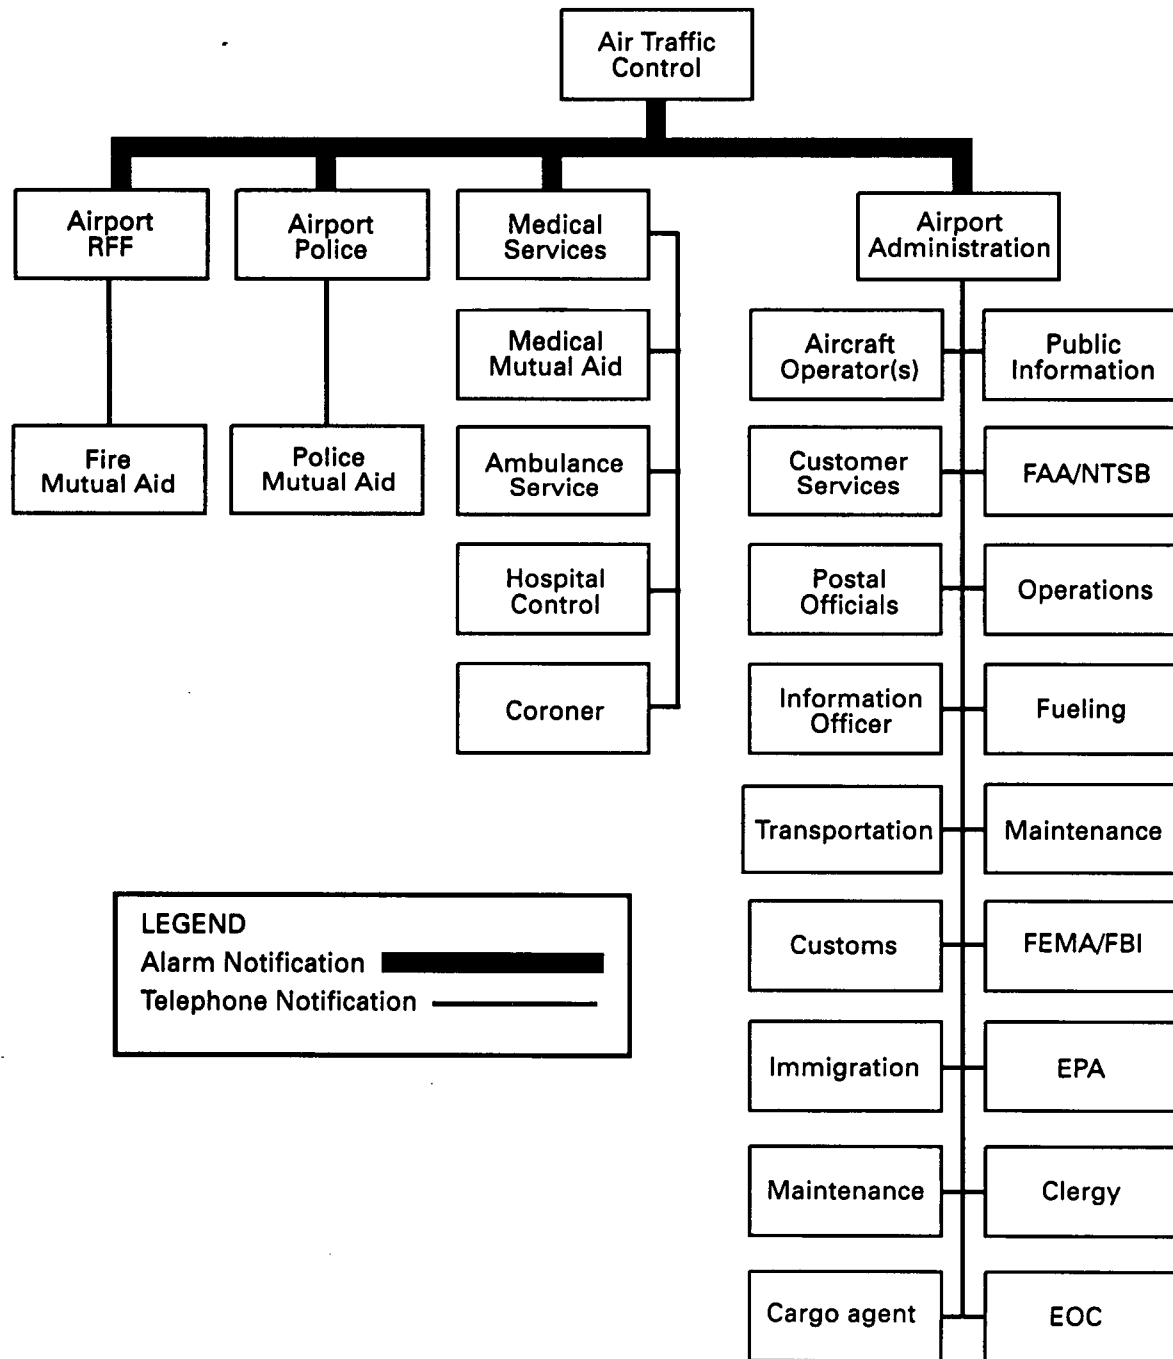 Air Traffic
Control
Airport
RFF
Airport
Police
Medical
Services
Airport
Administration
Medical
Mutual Aid
Aircraft
Operator(s)
Public
Information
Fire
Mutual Aid
Police
Mutual Aid
Ambulance
Service
Customer
Services
FAA/NTSB
Hospital
Control
Postal
Officials
Operations
Coroner
Information
Officer
Fueling
Transportation
Maintenance
LEGEND
Alarm Notification
Telephone Notification
Customs
FEMA/FBI
Immigration
EPA
Maintenance
Clergy
Cargo agent
EOC